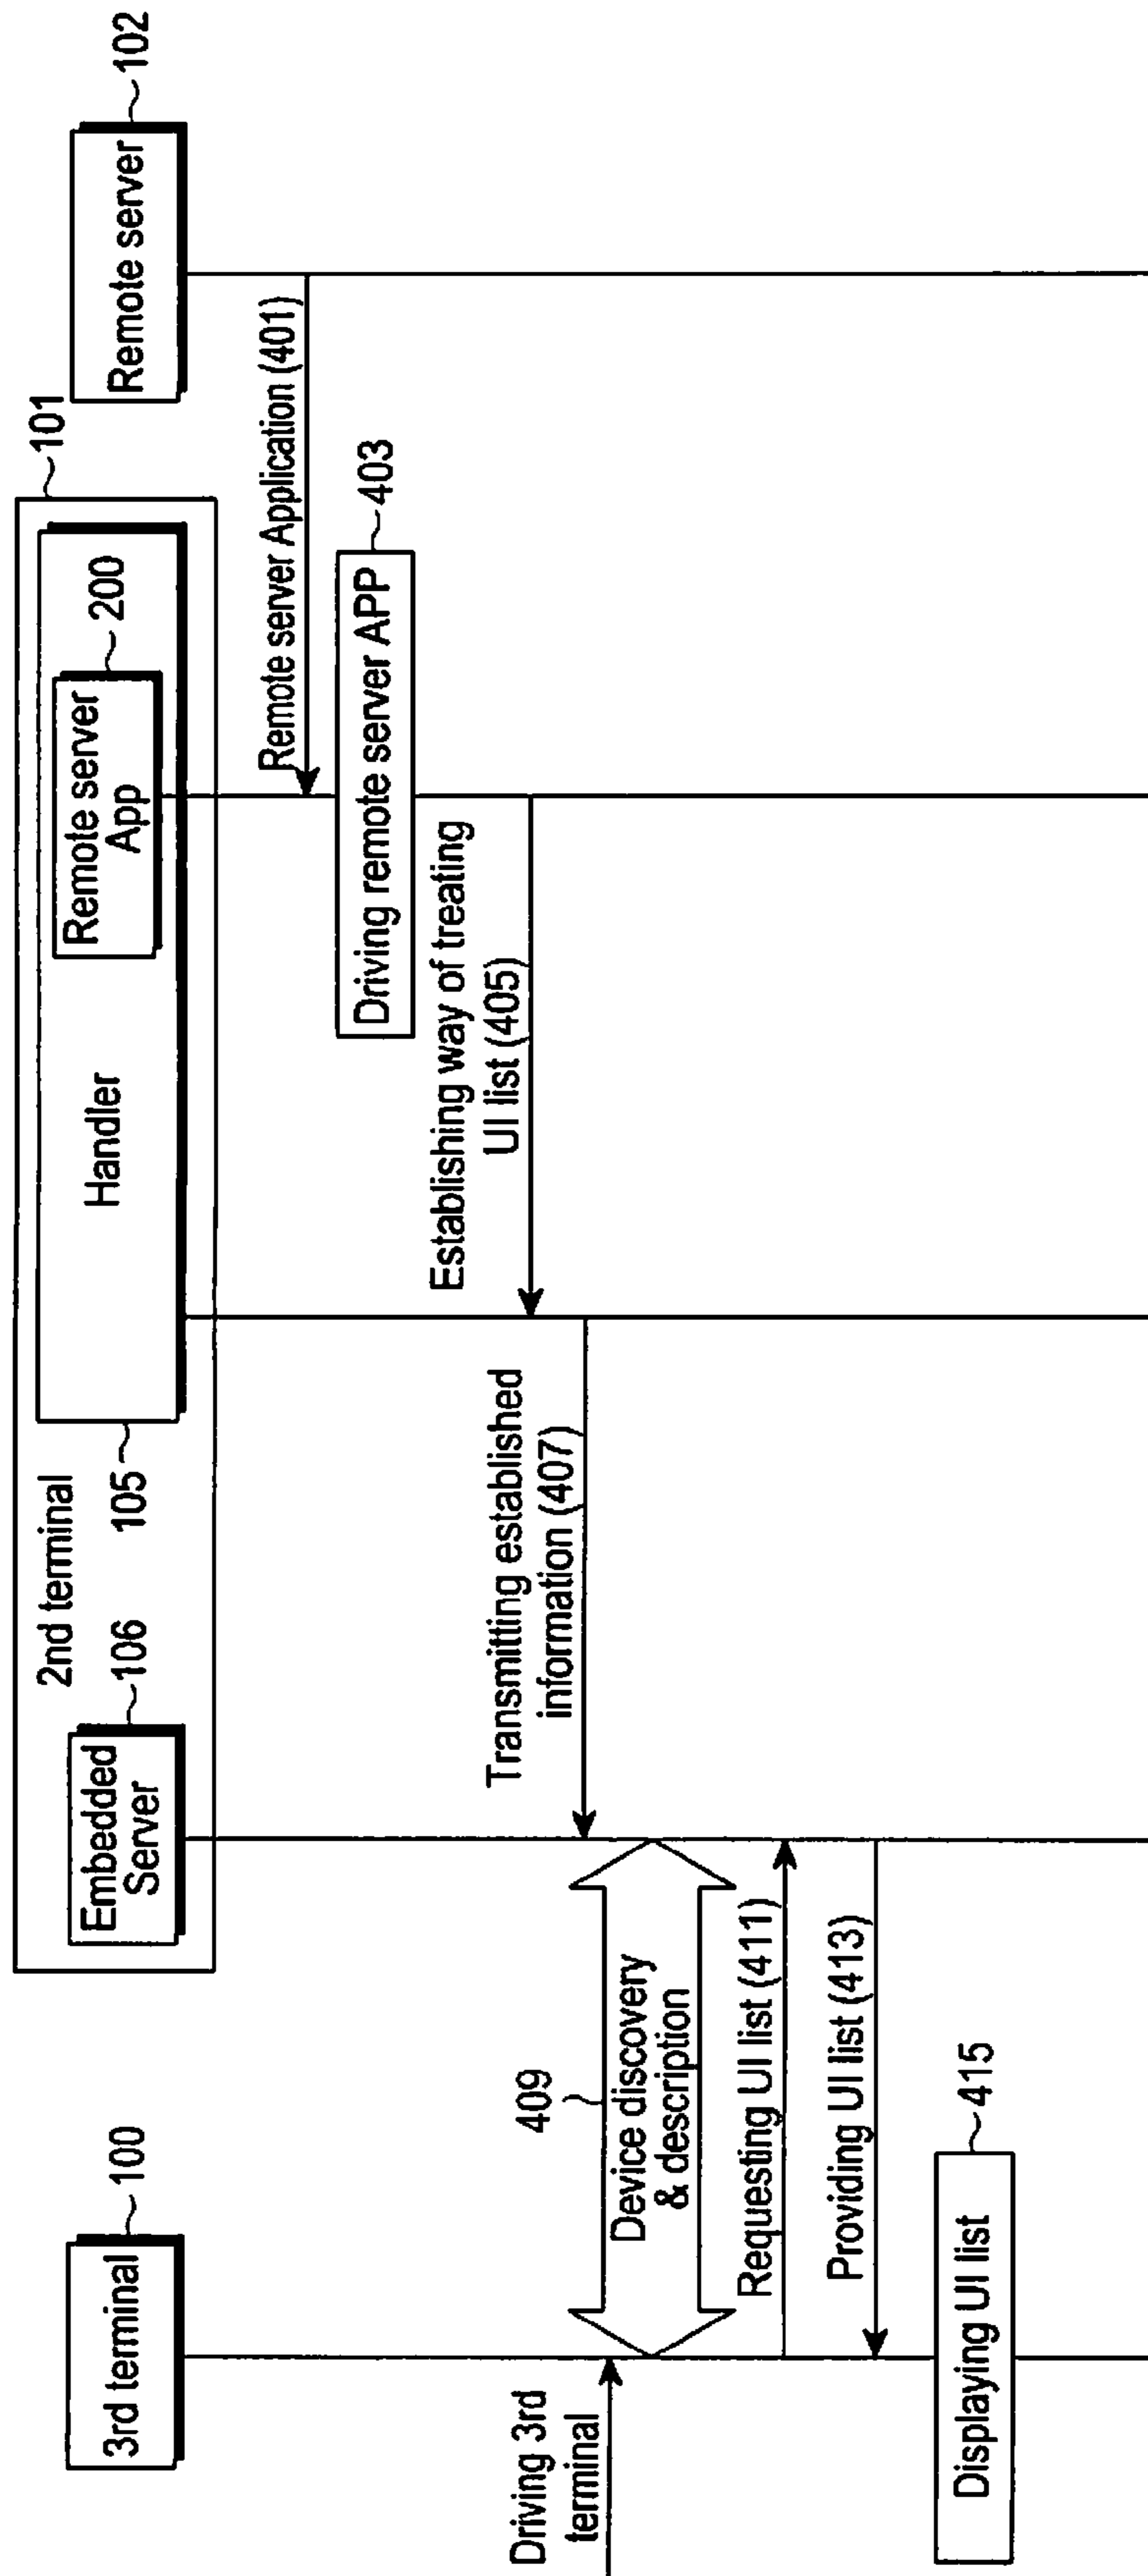 2nd terminal
101
3rd terminal
100
Embedded
Server
106
Handler
105
Remote server
App
200
Remote server
102
Remote server Application (401)
Driving remote server APP
403
Establishing way of treating
UI list (405)
Transmitting established
information (407)
Driving 3rd
terminal
409
Device discovery
& description
Requesting UI list (411)
Providing UI list (413)
Displaying UI list
415